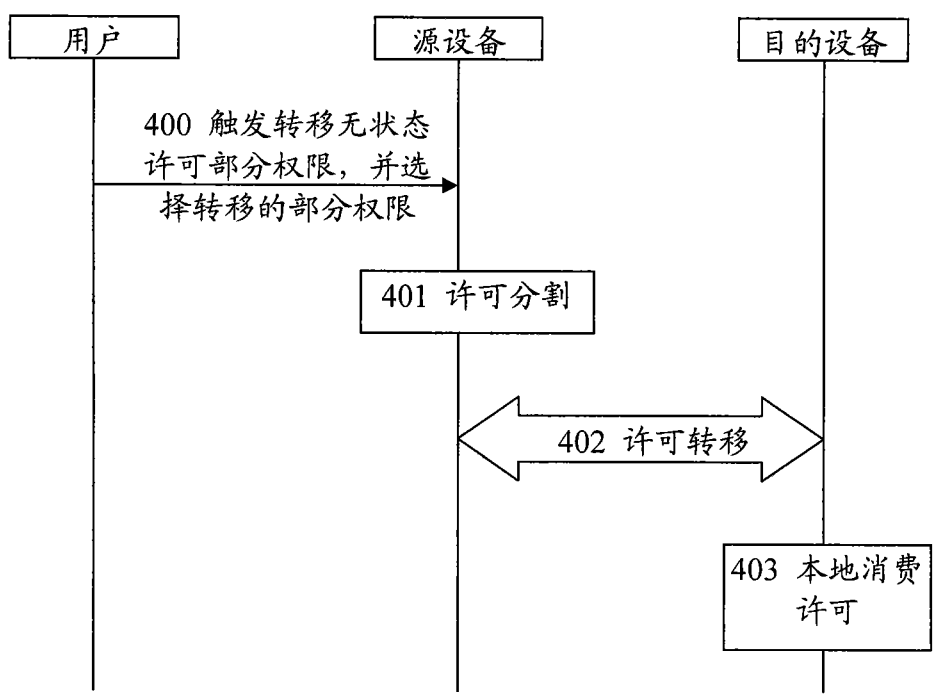 用户
源设备
目的设备
400 触发转移无状态
许可部分权限，并选
择转移的部分权限
401 许可分割
402 许可转移
403 本地消费
许可